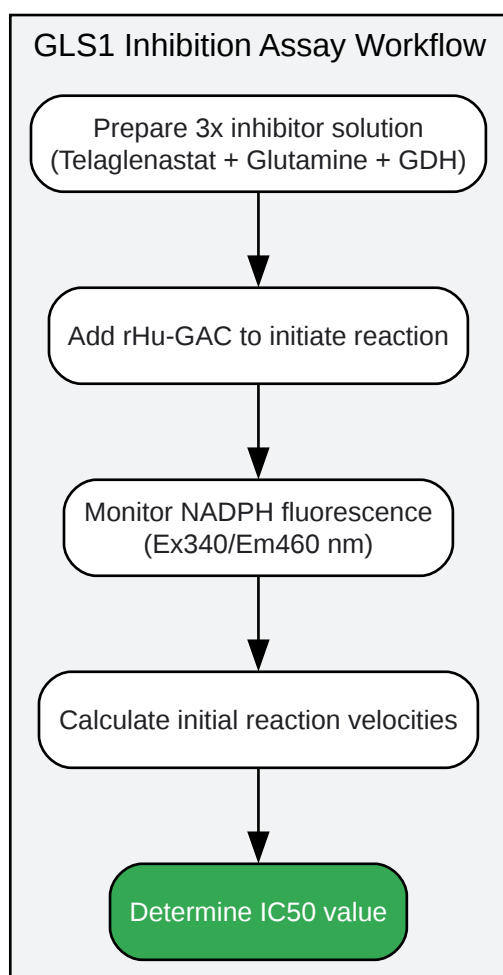 GLS1 Inhibition Assay Workflow
Prepare 3x inhibitor solution
(Telaglenastat + Glutamine + GDH)
Add rHu-GAC to initiate reaction
Monitor NADPH fluorescence
(Ex340/Em460 nm)
Calculate initial reaction velocities
Determine IC50 value